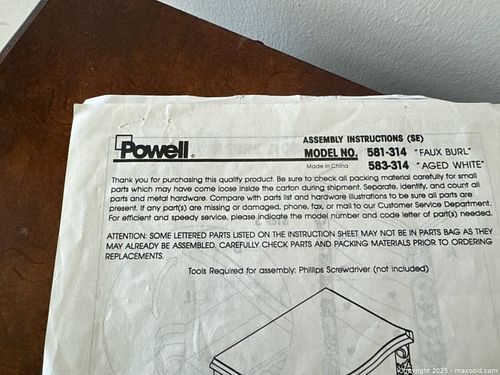 Powell®
ASSEMBLY INSTRUCTIONS (SE)
MODEL NO. 581-314 "FAUX BURL"
Made in China 583-314 "AGED WHITE"
Thank you for purchasing this quality product. Be sure to check all packing material carefully for small
parts which may have come loose inside the carton during shipment. Separate, identify, and count all
parts and metal hardware. Compare with parts list and hardware illustrations to be sure all parts are
present. If any part(s) are missing or damaged, phone, fax, or mail to our Customer Service Department.
For efficient and speedy service, please indicate the model number and code letter of part(s) needed.
ATTENTION: SOME LETTERED PARTS LISTED ON THE INSTRUCTION SHEET MAY NOT BE IN PARTS BAG AS THEY
MAY ALREADY BE ASSEMBLED. CAREFULLY CHECK PARTS AND PACKING MATERIALS PRIOR TO ORDERING
REPLACEMENTS.
Tools Required for assembly: Phillips Screwdriver (not included)
Copyright 2025 - maxsold.com